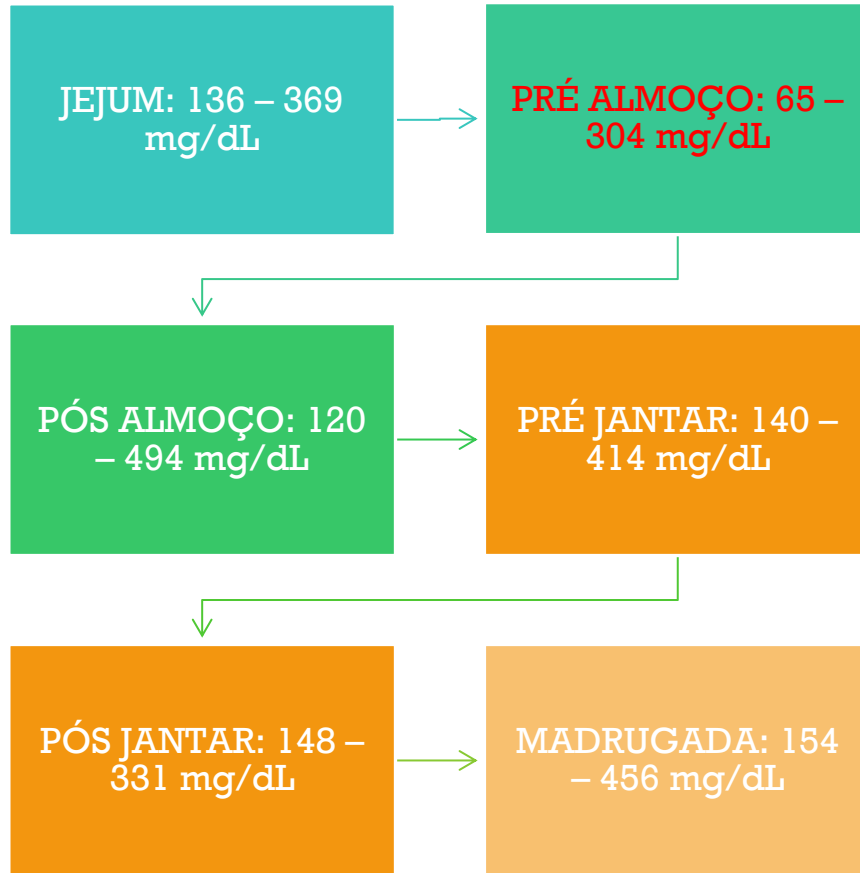 JEJUM: 136 – 369
mg/dL
PRÉ ALMOÇO: 65 –
304 mg/dL
PÓS ALMOÇO: 120
– 494 mg/dL
PRÉ JANTAR: 140 –
414 mg/dL
PÓS JANTAR: 148 –
331 mg/dL
MADRUGADA: 154
– 456 mg/dL